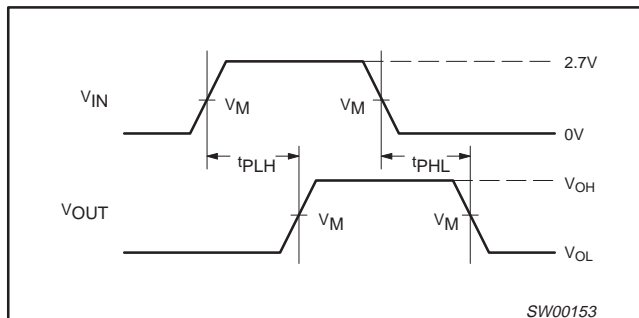 2.7V
VIN
VM
VM
0V
tPLH
tPHL
VOH
VOUT
VM
VM
VOL
SW00153